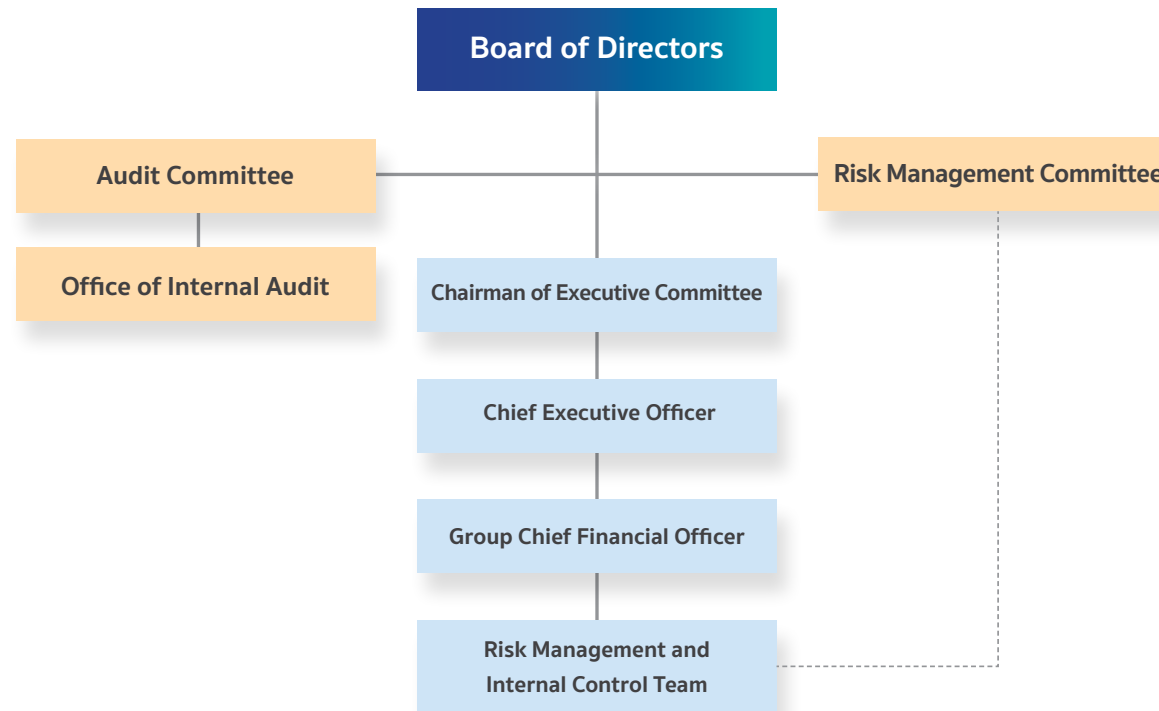 Board of Directors
Audit Committee
Risk Management Committee
Office of Internal Audit
Chairman of Executive Committee
Chief Executive Officer
Group Chief Financial Officer
Risk Management and
Internal Control Team